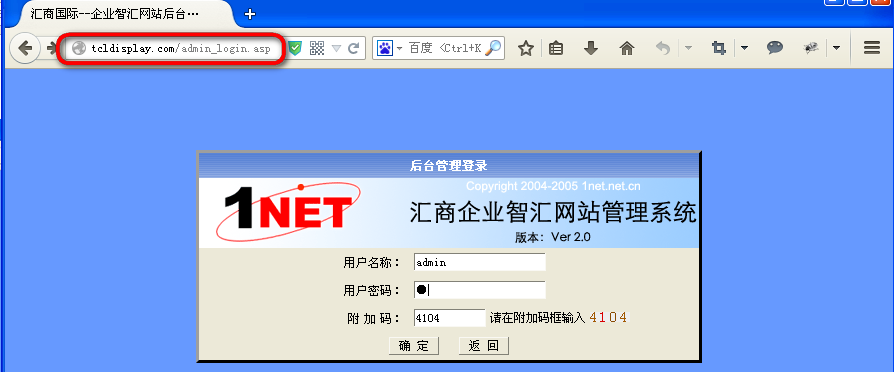 汇商国际--企业智汇网站后台…
tcldisplay.com/admin_login.asp
百度 <Ctrl+K
后台管理登录
Copyright 2004-2005 1net.net.cn
1NET
汇商企业智汇网站管理系统
版本：Ver 2.0
用户名称： admin
用户密码： ●
附 加 码： 4104 请在附加码框输入 4104
确 定 返 回